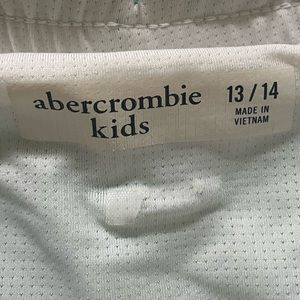 abercrombie
kids
13 / 14
MADE IN
VIETNAM